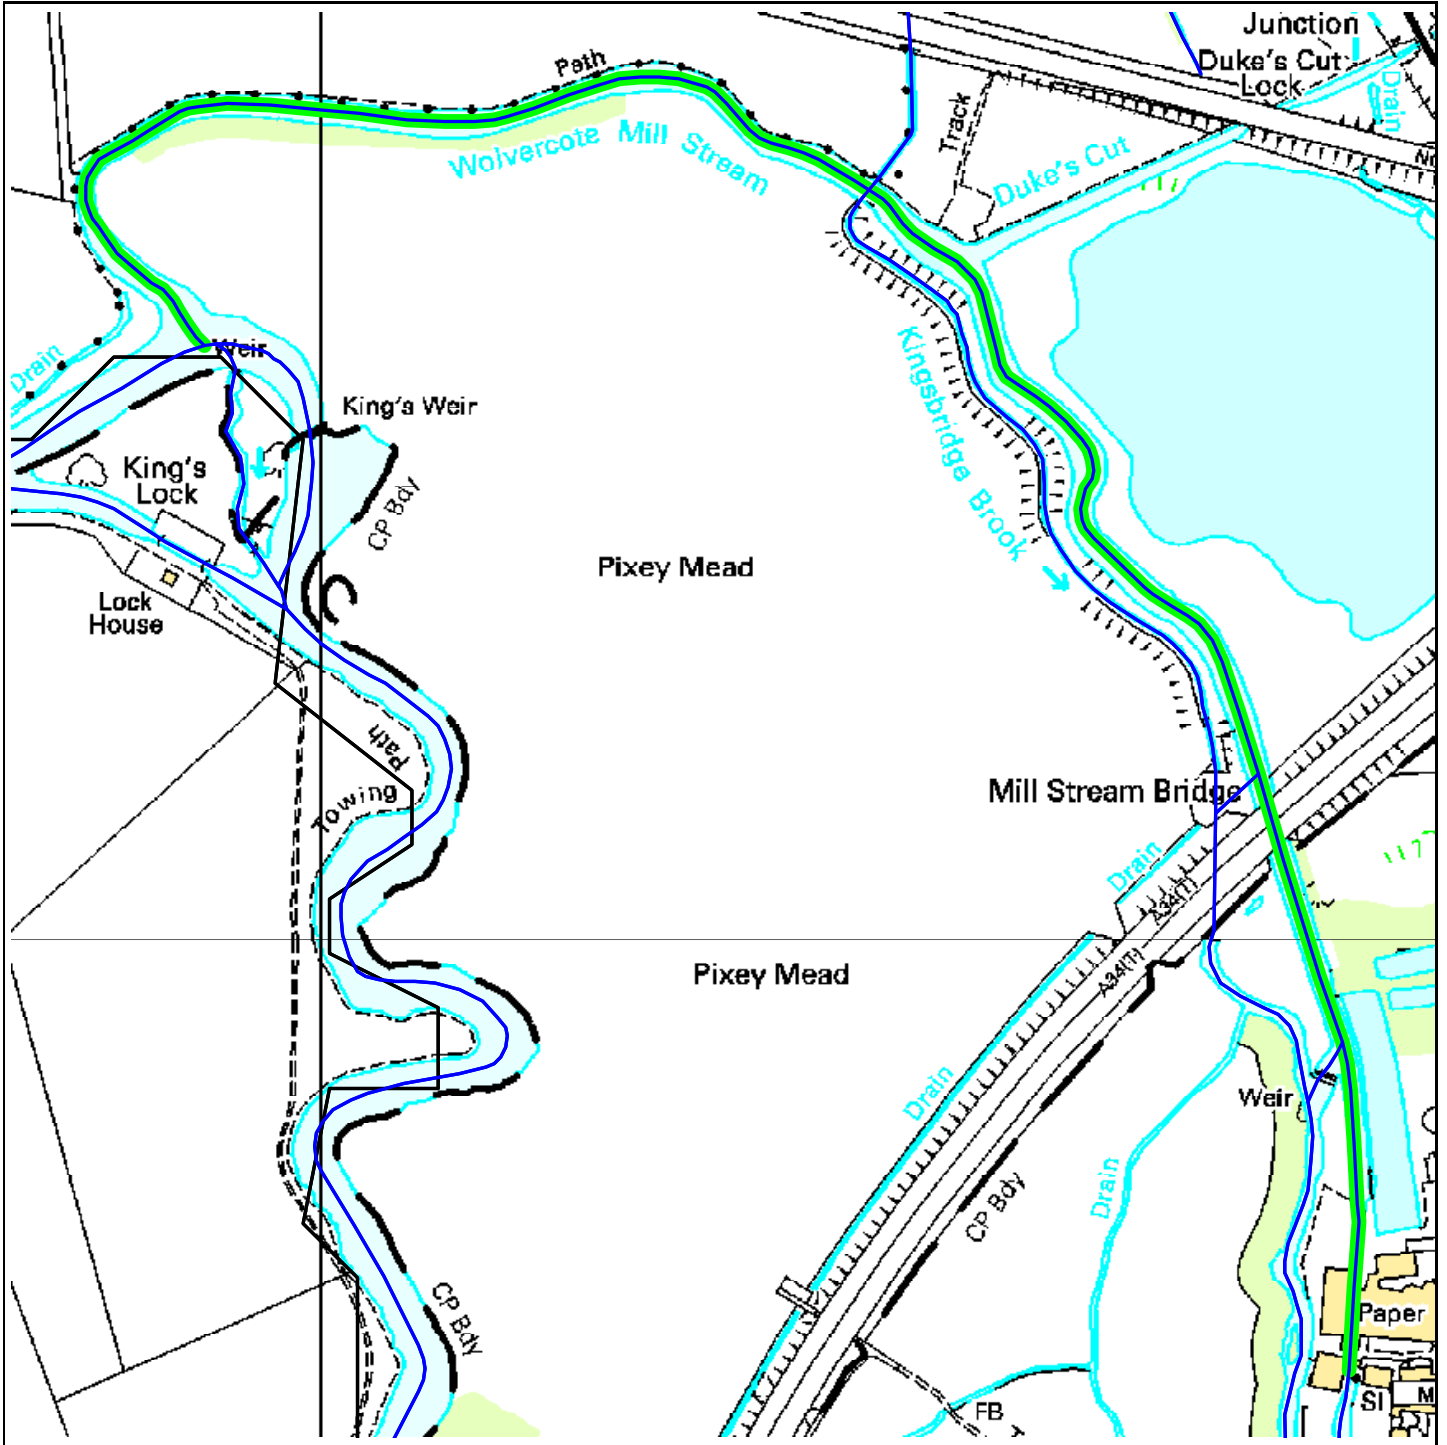 Junction
Duke's Cut
Lock
Path
Drain
Track
Wolvercote Mill Stream
Duke's Cut
Weir
Drain
King's Weir
Kingsbridge Brook
King's
Lock
CP Bdy
Pixey Mead
Lock
House
Path
Towing
Mill Stream Bridge
Drain
A34(T)
A34(T)
Pixey Mead
Drain
Weir
Drain
CP Bdy
CP Bdy
Paper
FB
Sl
M